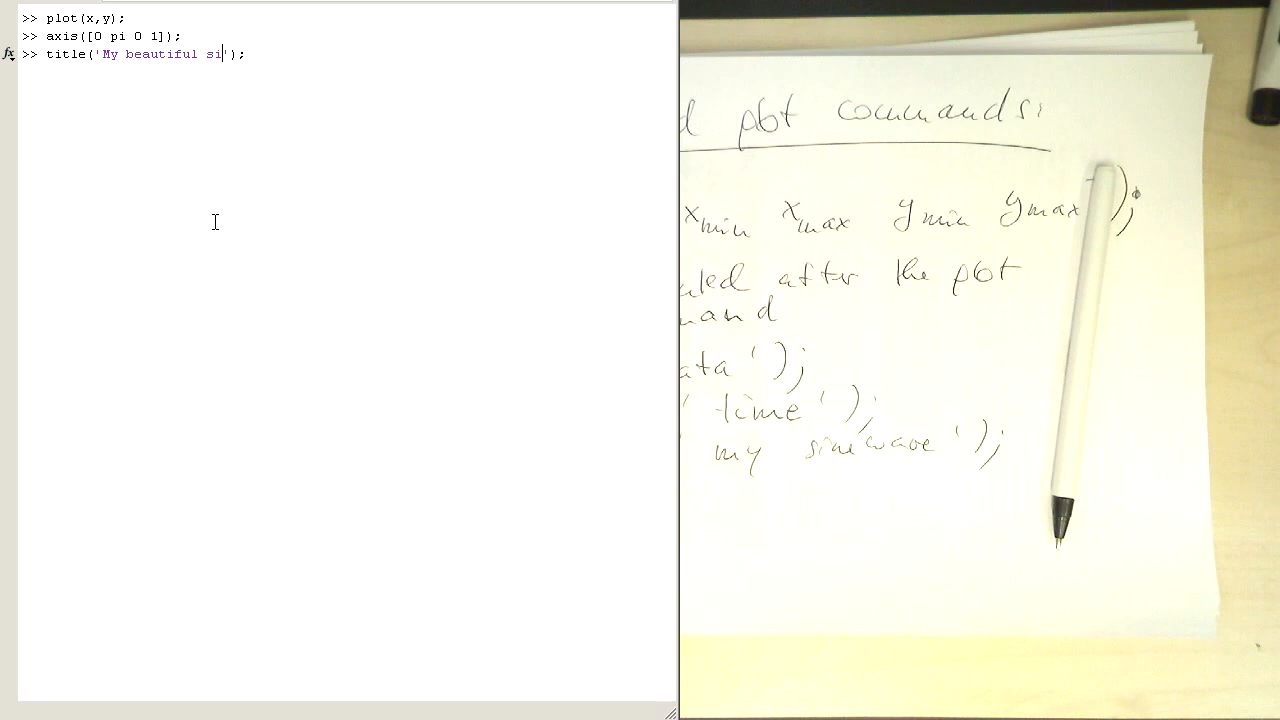 >> plot(x,y);
>> axis([0 pi 0 1]);
fx >> title('My beautiful si');
d plot commands:
xmin xmax ymin ymax ]);
after the plot
mand
ata ');
' time ');
' my sinewave ');